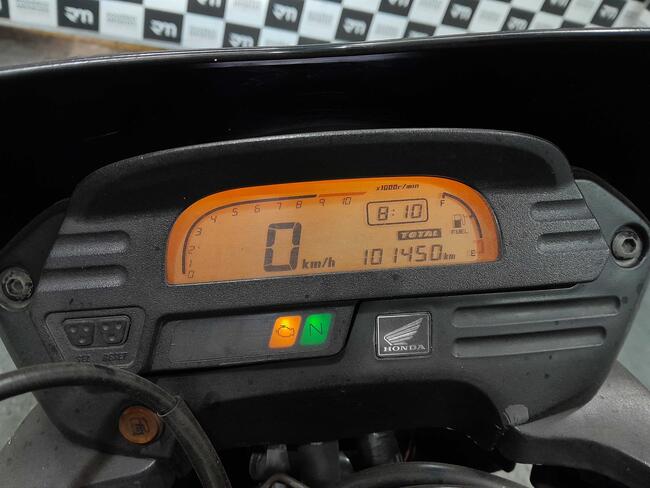 x1000r/min
0 1 2 3 4 5 6 7 8 9 10
8:10
F
FUEL
E
0 km/h
TOTAL
101450 km
SEL RESET
N
HONDA